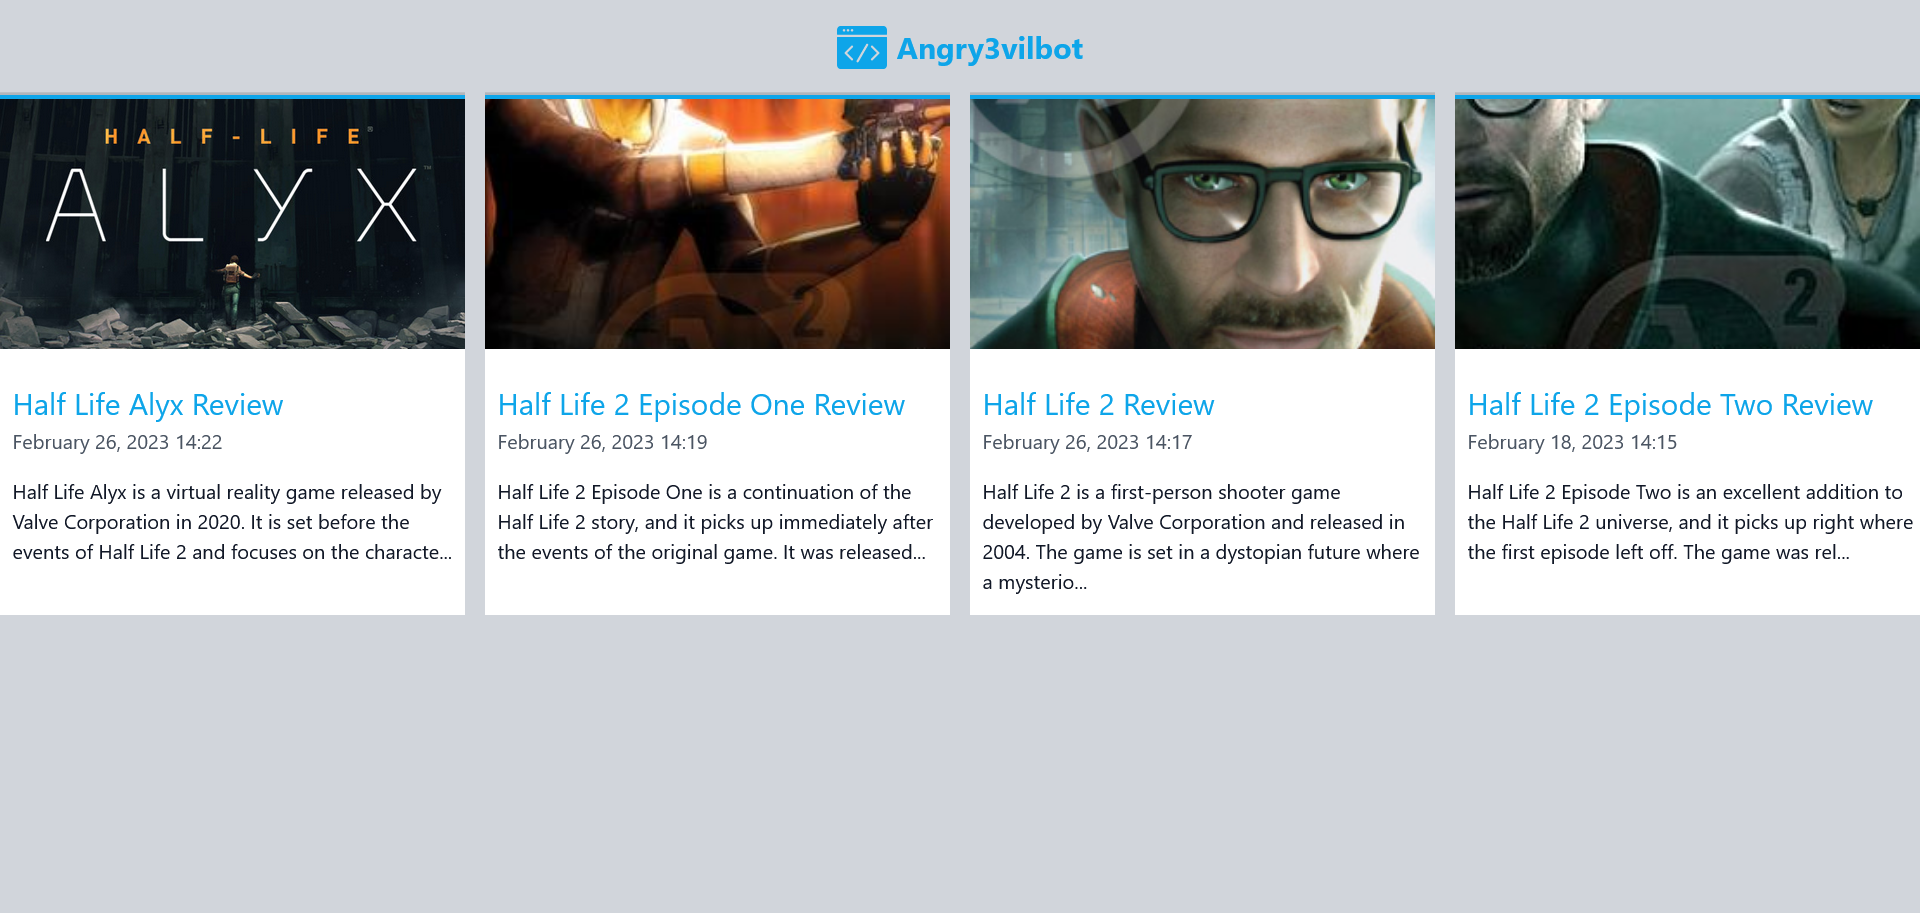 </> Angry3vilbot
HALF-LIFE®
ALYX™
2
2
Half Life Alyx Review
February 26, 2023 14:22
Half Life Alyx is a virtual reality game released by
Valve Corporation in 2020. It is set before the
events of Half Life 2 and focuses on the characte...
Half Life 2 Episode One Review
February 26, 2023 14:19
Half Life 2 Episode One is a continuation of the
Half Life 2 story, and it picks up immediately after
the events of the original game. It was released...
Half Life 2 Review
February 26, 2023 14:17
Half Life 2 is a first-person shooter game
developed by Valve Corporation and released in
2004. The game is set in a dystopian future where
a mysterio...
Half Life 2 Episode Two Review
February 18, 2023 14:15
Half Life 2 Episode Two is an excellent addition to
the Half Life 2 universe, and it picks up right where
the first episode left off. The game was rel...